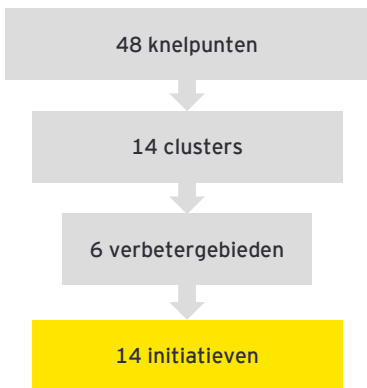 48 knelpunten
14 clusters
6 verbetergebieden
14 initiatieven